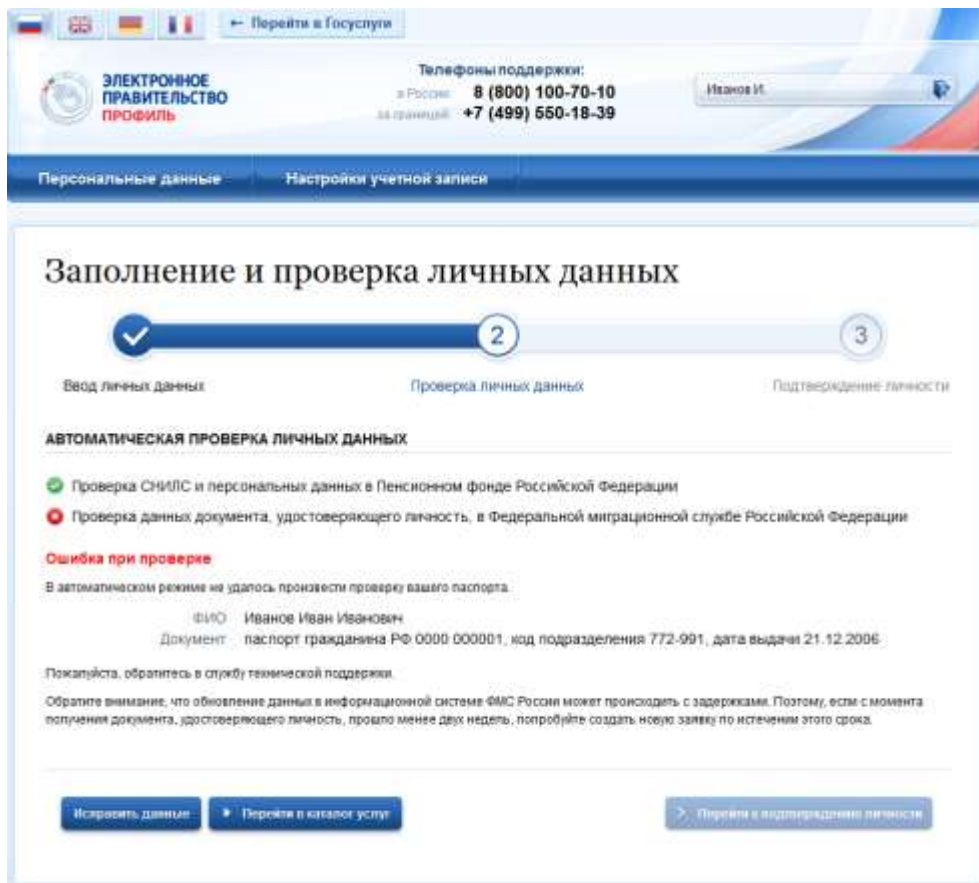 ← Перейти в Госуслуги
ЭЛЕКТРОННОЕ
ПРАВИТЕЛЬСТВО
ПРОФИЛЬ
Телефоны поддержки:
в России 8 (800) 100-70-10
за границей +7 (499) 550-18-39
Иванов И.
Персональные данные Настройки учетной записи
Заполнение и проверка личных данных
2 3
Ввод личных данных Проверка личных данных Подтверждение личности
АВТОМАТИЧЕСКАЯ ПРОВЕРКА ЛИЧНЫХ ДАННЫХ
Проверка СНИЛС и персональных данных в Пенсионном фонде Российской Федерации
Проверка данных документа, удостоверяющего личность, в Федеральной миграционной службе Российской Федерации
Ошибка при проверке
В автоматическом режиме не удалось произвести проверку вашего паспорта.
ФИО Иванов Иван Иванович
Документ паспорт гражданина РФ 0000 000001, код подразделения 772-991, дата выдачи 21.12.2006
Пожалуйста, обратитесь в службу технической поддержки.
Обратите внимание, что обновление данных в информационной системе ФМС России может происходить с задержками. Поэтому, если с момента
получения документа, удостоверяющего личность, прошло менее двух недель, попробуйте создать новую заявку по истечении этого срока.
Исправить данные Перейти в каталог услуг Перейти к подтверждению личности